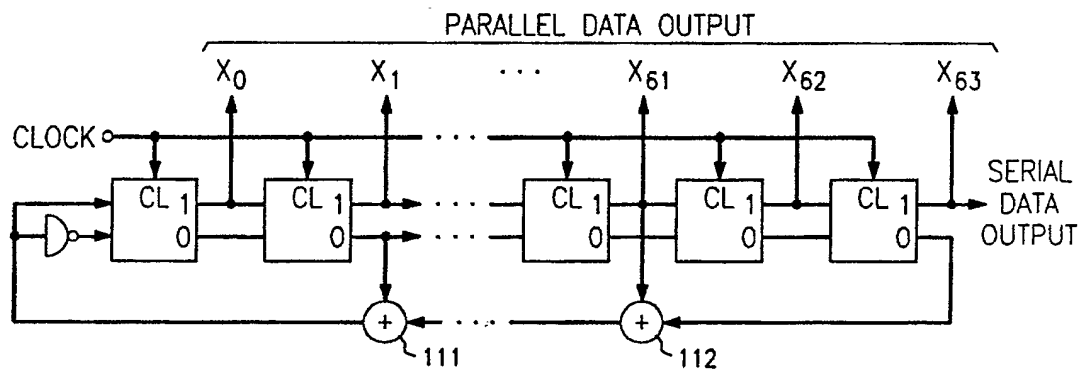 PARALLEL DATA OUTPUT
X0 X1 ... X61 X62 X63
CLOCK
CL 1 CL 1 CL 1 CL 1 CL 1
0 0 0 0 0
SERIAL
DATA
OUTPUT
+ +
111 112